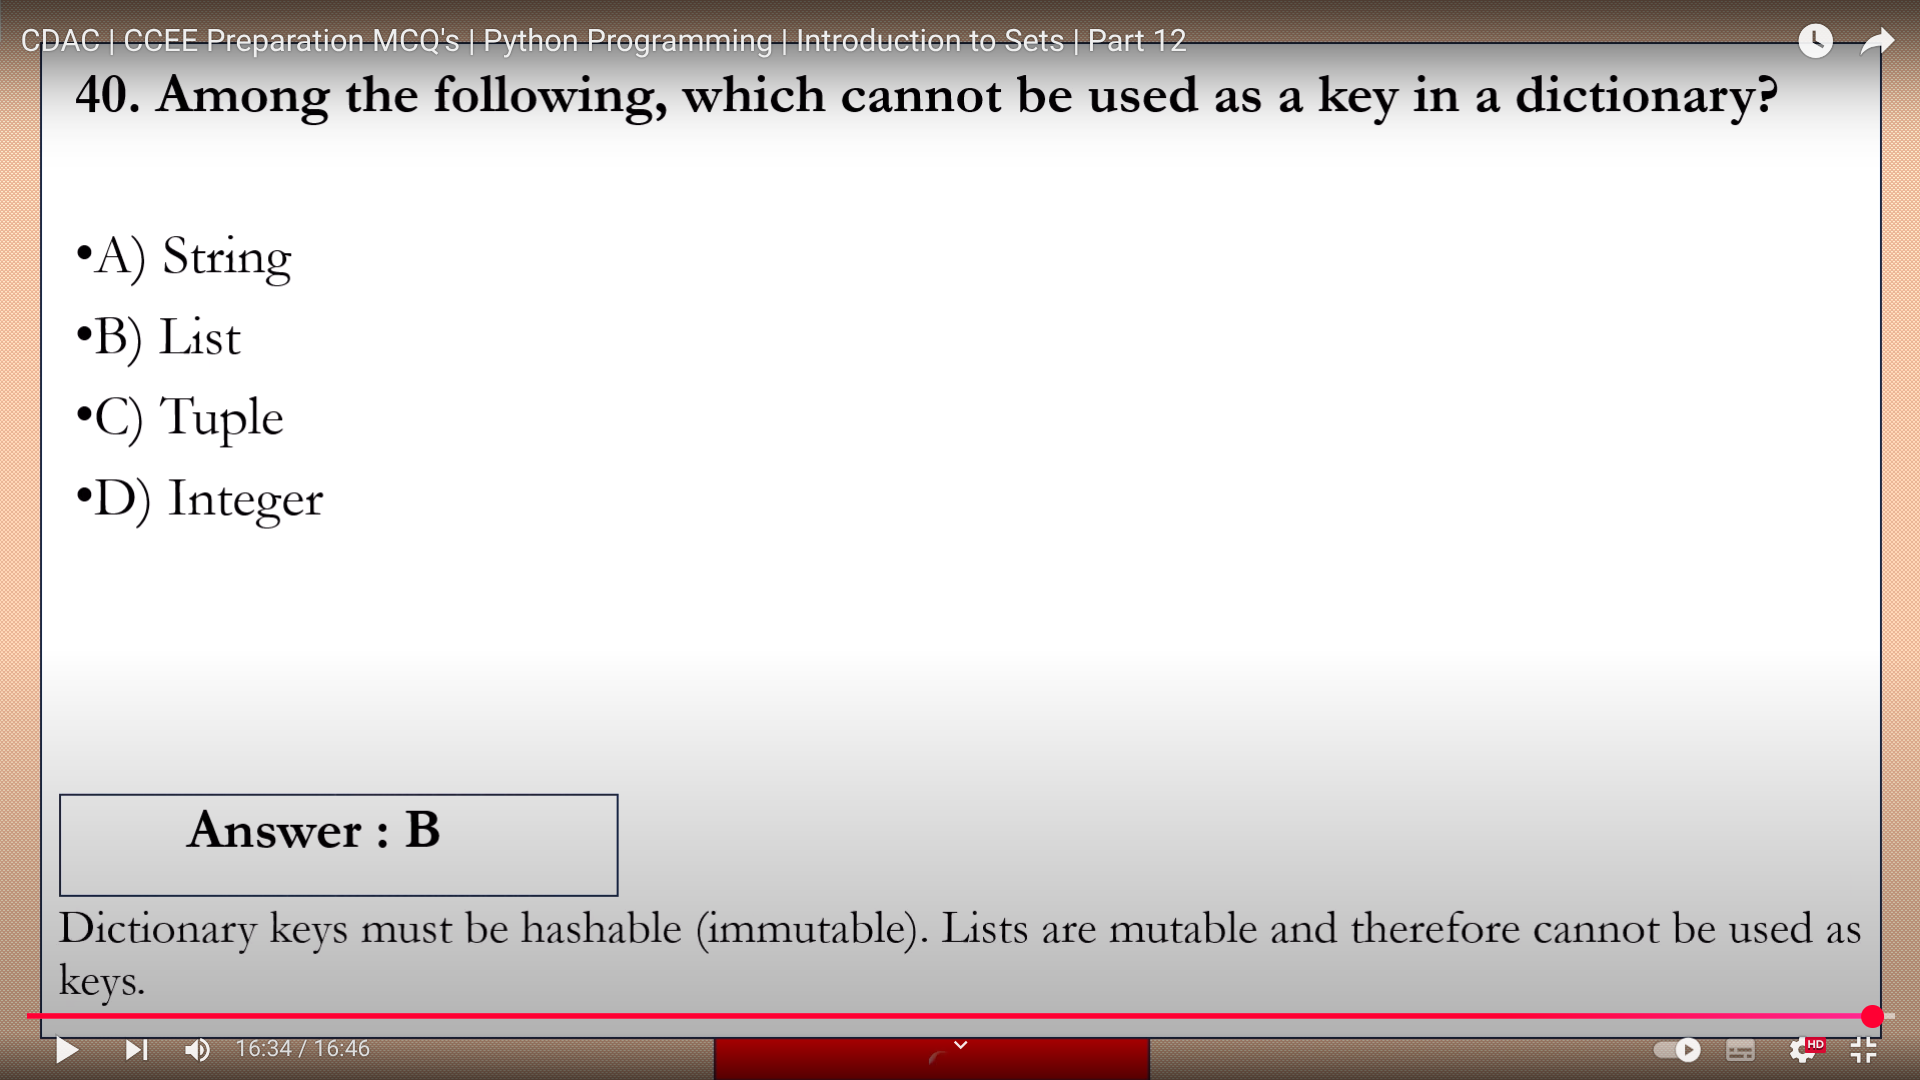 CDAC | CCEE Preparation MCQ's | Python Programming | Introduction to Sets | Part 12
40. Among the following, which cannot be used as a key in a dictionary?
•A) String
•B) List
•C) Tuple
•D) Integer
Answer : B
Dictionary keys must be hashable (immutable). Lists are mutable and therefore cannot be used as
keys.
16:34 / 16:46
HD